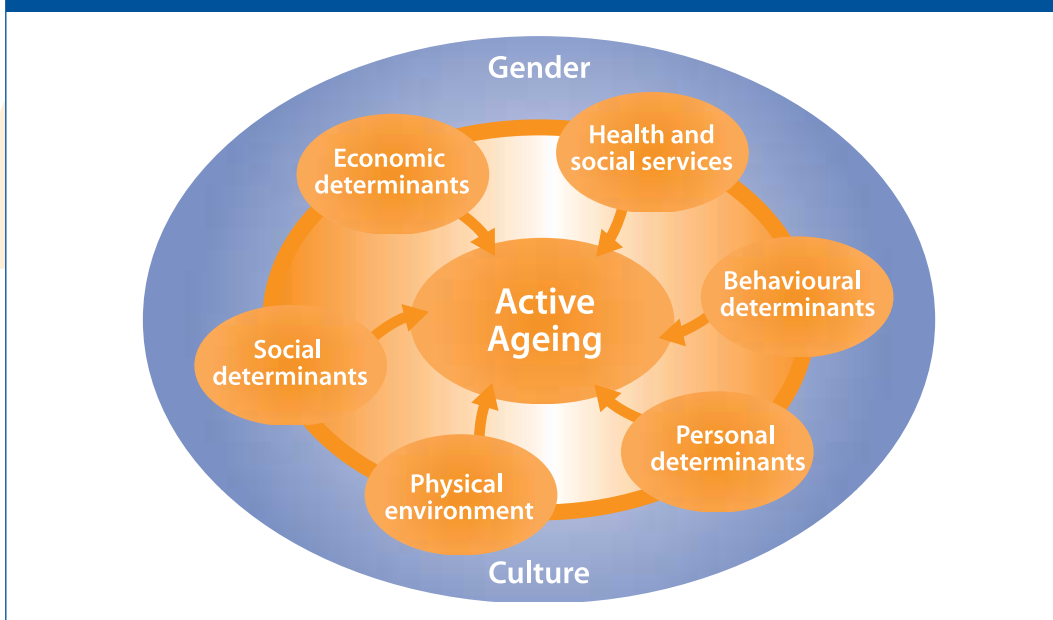 Gender
Economic
determinants
Health and
social services
Active
Ageing
Behavioural
determinants
Social
determinants
Personal
determinants
Physical
environment
Culture